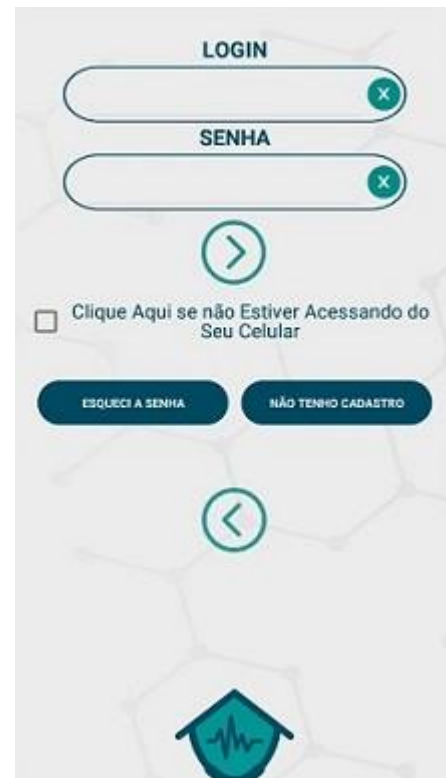 LOGIN
X
SENHA
X
Clique Aqui se não Estiver Acessando do
Seu Celular
ESQUECI A SENHA
NÃO TENHO CADASTRO